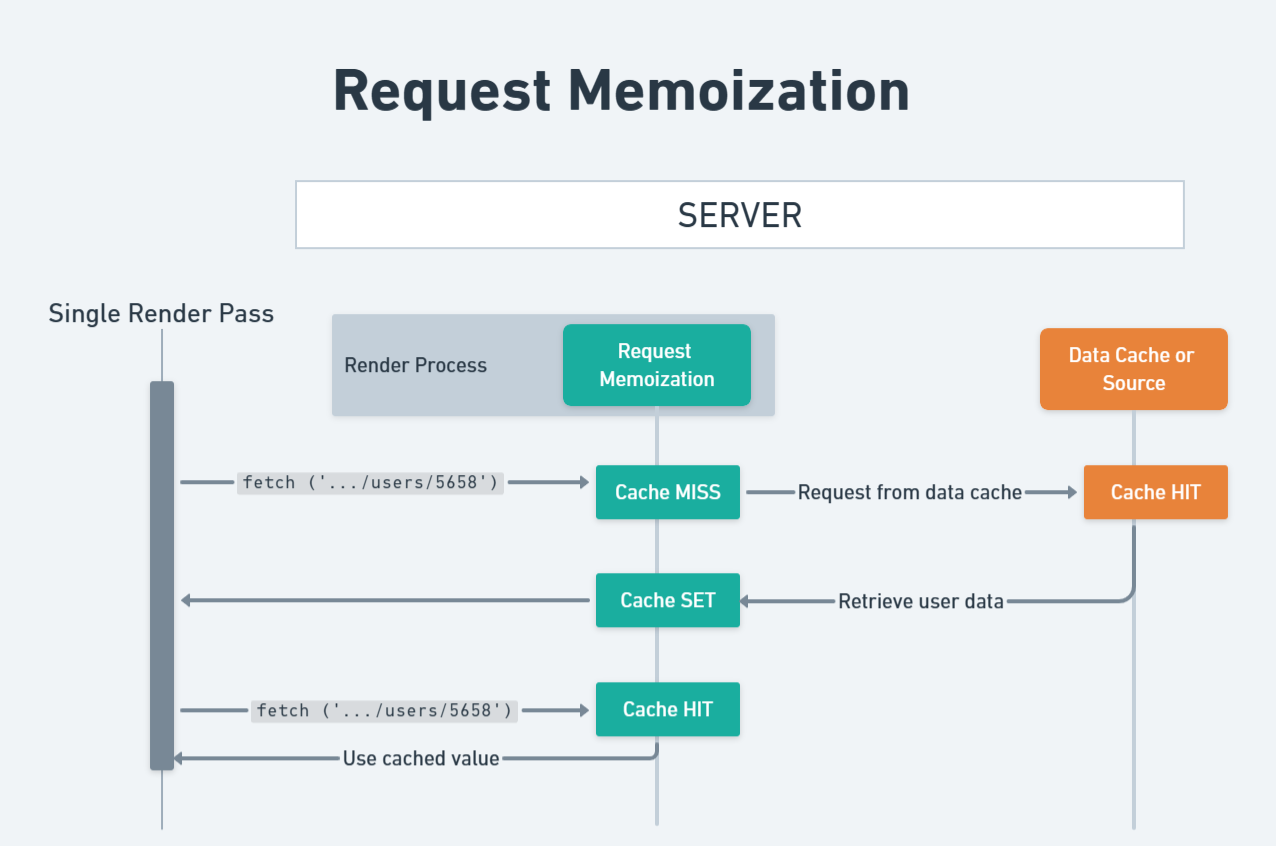 Request Memoization
SERVER
Single Render Pass
Render Process
Request
Memoization
Data Cache or
Source
fetch ('.../users/5658')
Cache MISS
Request from data cache
Cache HIT
Cache SET
Retrieve user data
fetch ('.../users/5658')
Cache HIT
Use cached value